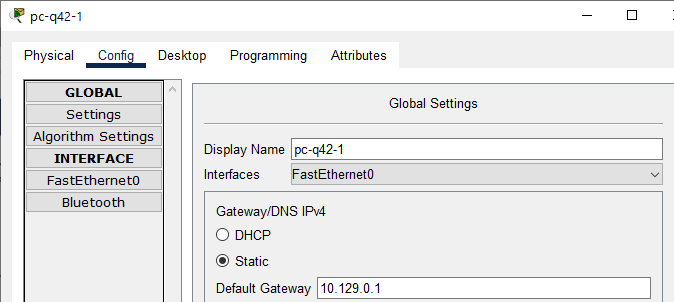 pc-q42-1
Physical Config Desktop Programming Attributes
GLOBAL
Settings
Algorithm Settings
INTERFACE
FastEthernet0
Bluetooth
Global Settings
Display Name pc-q42-1
Interfaces FastEthernet0
Gateway/DNS IPv4
DHCP
Static
Default Gateway 10.129.0.1